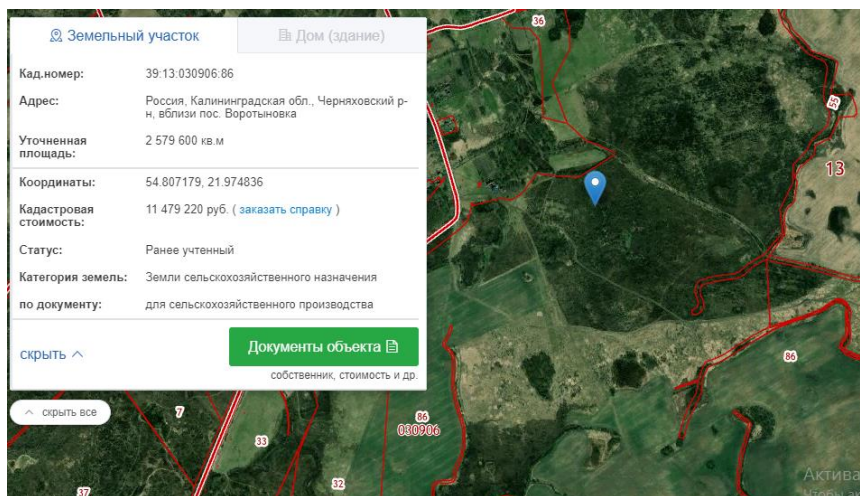 Земельный участок
Дом (здание)
Кад.номер: 39:13:030906:86
Адрес: Россия, Калининградская обл., Черняховский р-
н, вблизи пос. Воротыновка
Уточненная 2 579 600 кв.м
площадь:
Координаты: 54.807179, 21.974836
Кадастровая 11 479 220 руб. ( заказать справку )
стоимость:
Статус: Ранее учтенный
Категория земель: Земли сельскохозяйственного назначения
по документу: для сельскохозяйственного производства
скрыть
Документы объекта
собственник, стоимость и др.
скрыть все
36
55
13
86
7
86
030906
33
32
37
Актива